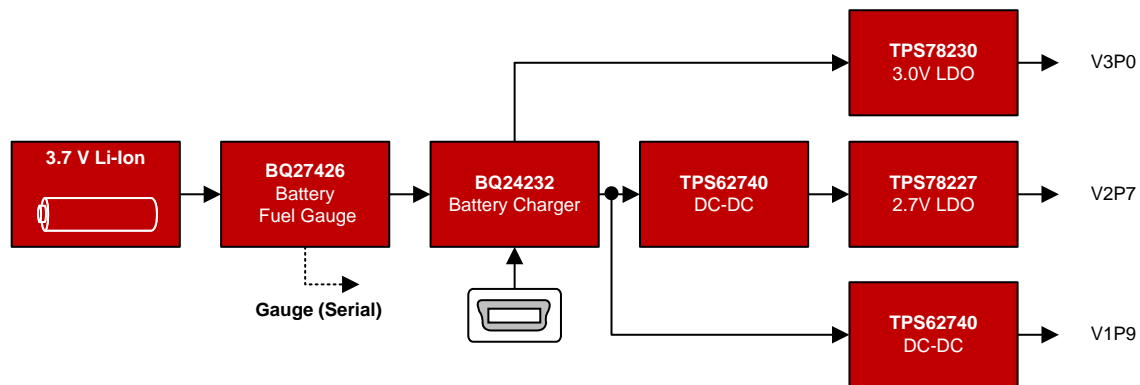 TPS78230
3.0V LDO
V3P0
3.7 V Li-Ion
BQ27426
Battery
Fuel Gauge
BQ24232
Battery Charger
TPS62740
DC-DC
TPS78227
2.7V LDO
V2P7
Gauge (Serial)
TPS62740
DC-DC
V1P9